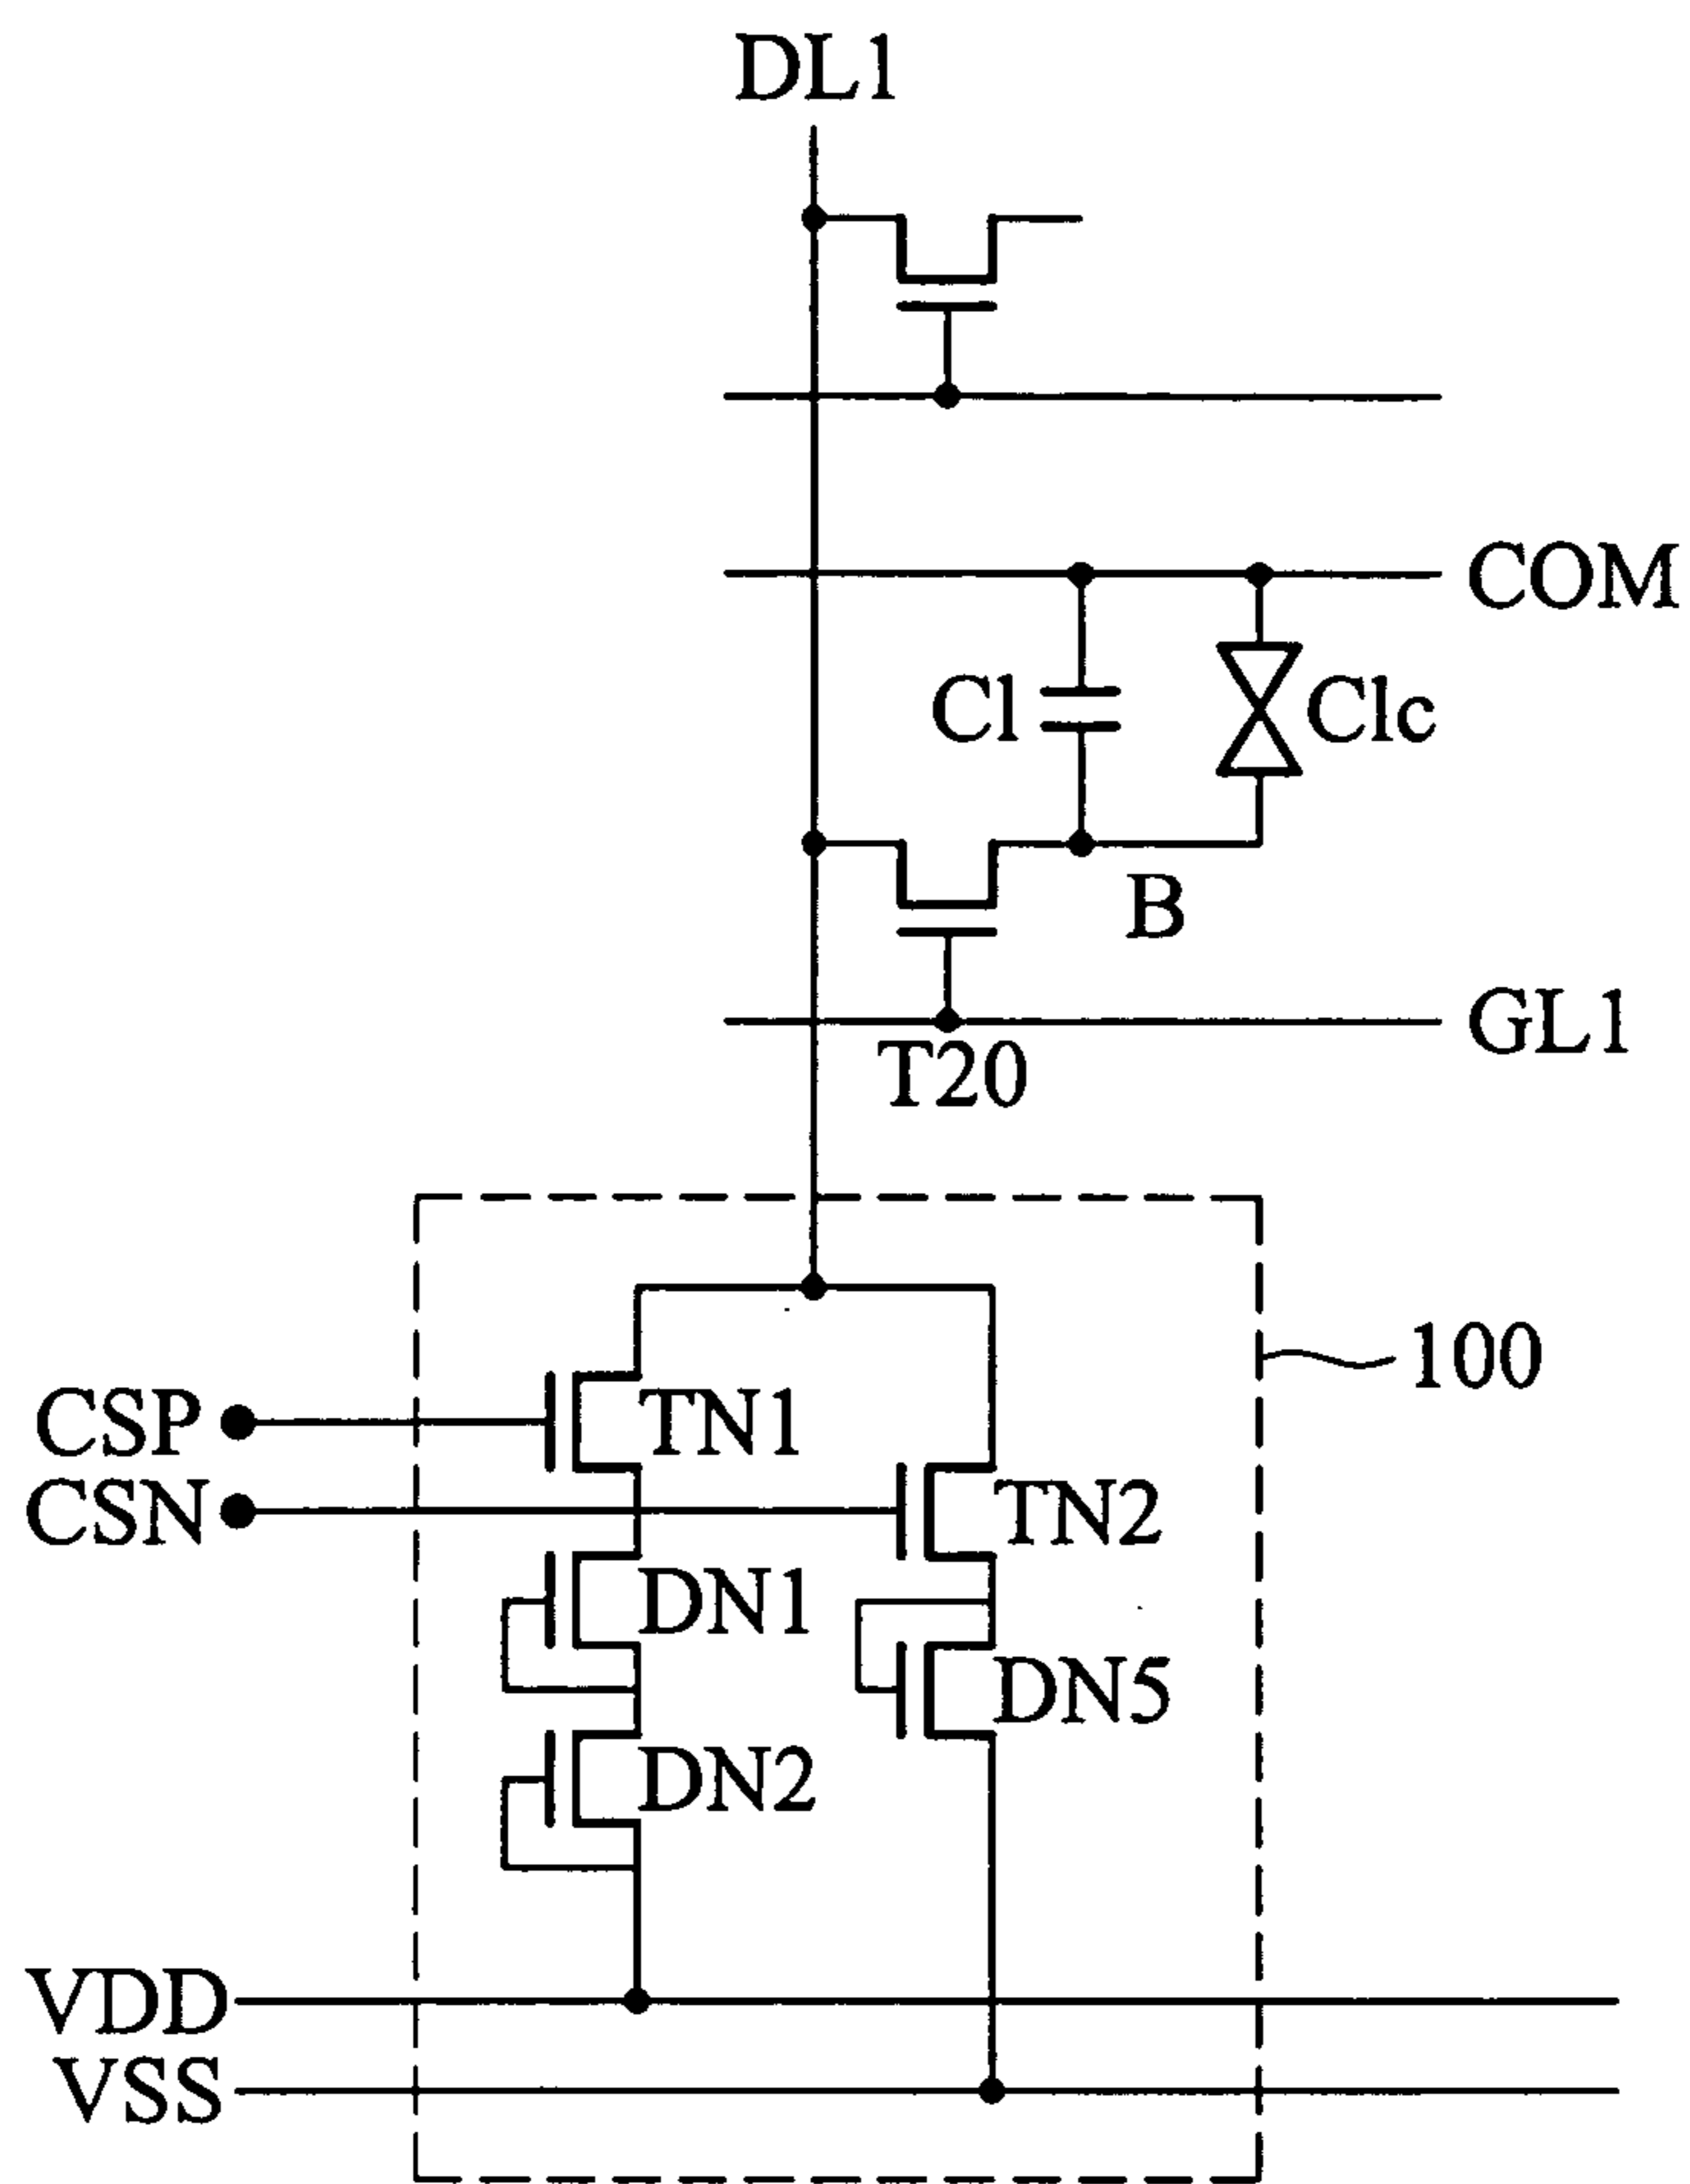 DL1
COM
Cl
Clc
B
GL1
T20
100
CSP
TN1
CSN
TN2
DN1
DN5
DN2
VDD
VSS